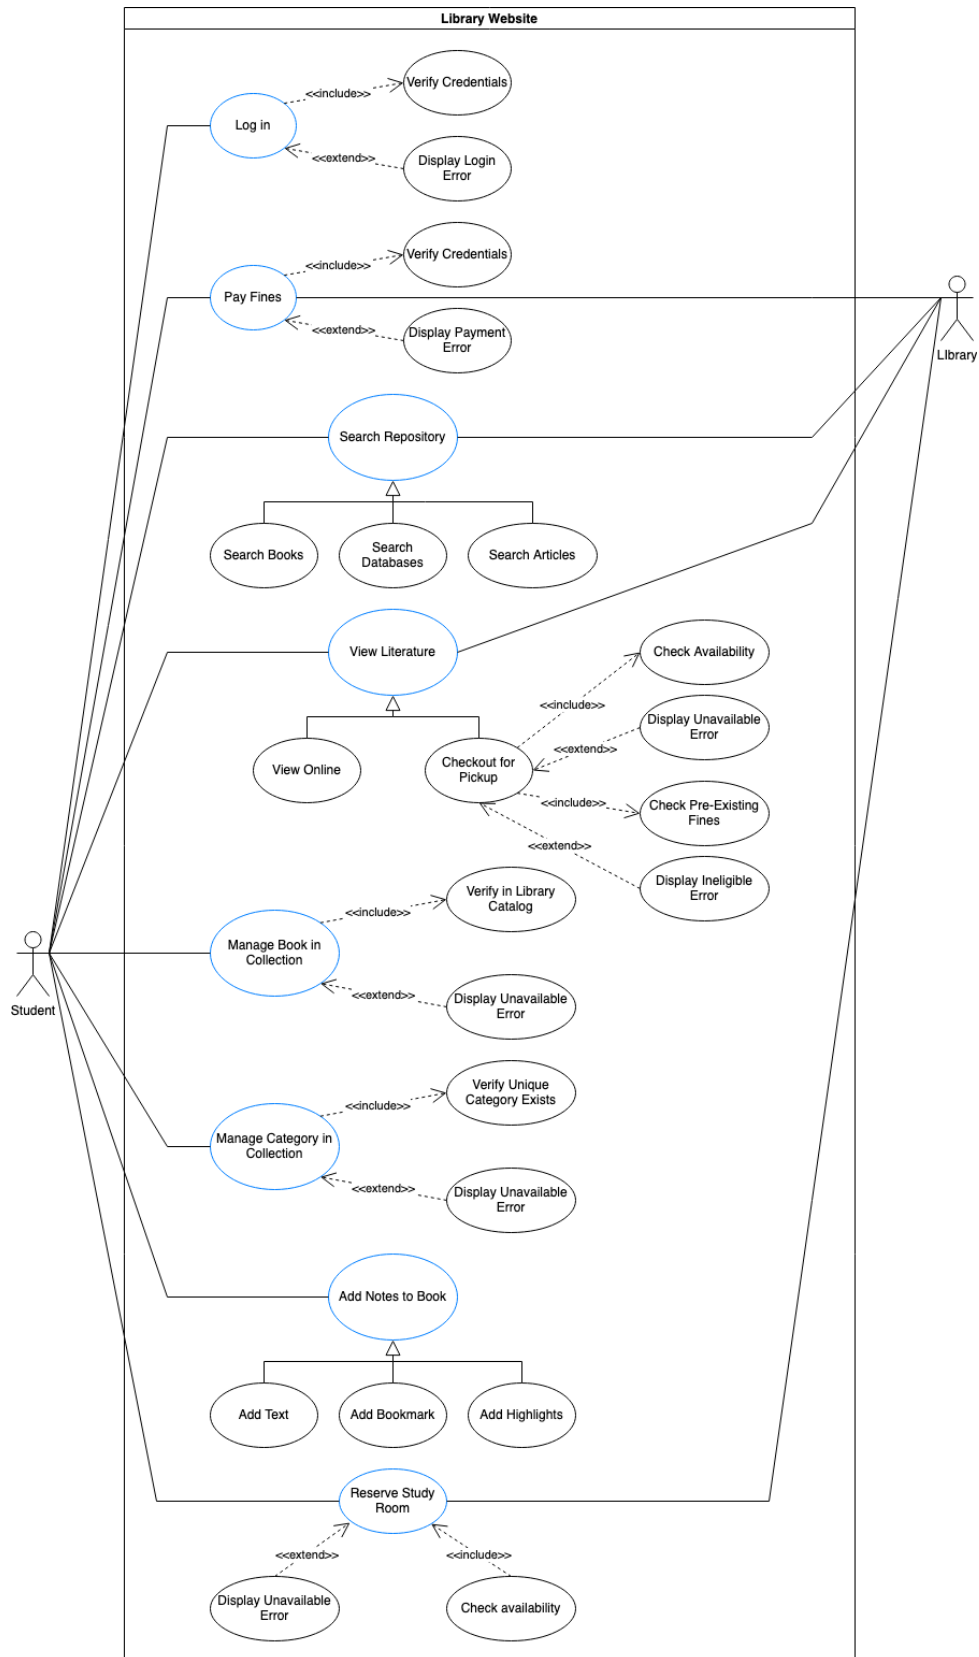 Library Website
Verify Credentials
<<include>>
Log in
<<extend>>
Display Login
Error
Verify Credentials
<<include>>
Pay Fines
<<extend>>
Display Payment
Error
LIbrary
Search Repository
Search Books
Search
Databases
Search Articles
View Literature
Check Availability
<<include>>
Display Unavailable
Error
<<extend>>
View Online
Checkout for
Pickup
<<include>>
Check Pre-Existing
Fines
<<extend>>
Display Ineligible
Error
Verify in Library
Catalog
<<include>>
Manage Book in
Collection
<<extend>>
Display Unavailable
Error
Student
Verify Unique
Category Exists
<<include>>
Manage Category in
Collection
<<extend>>
Display Unavailable
Error
Add Notes to Book
Add Text
Add Bookmark
Add Highlights
Reserve Study
Room
<<extend>>
<<include>>
Display Unavailable
Error
Check availability